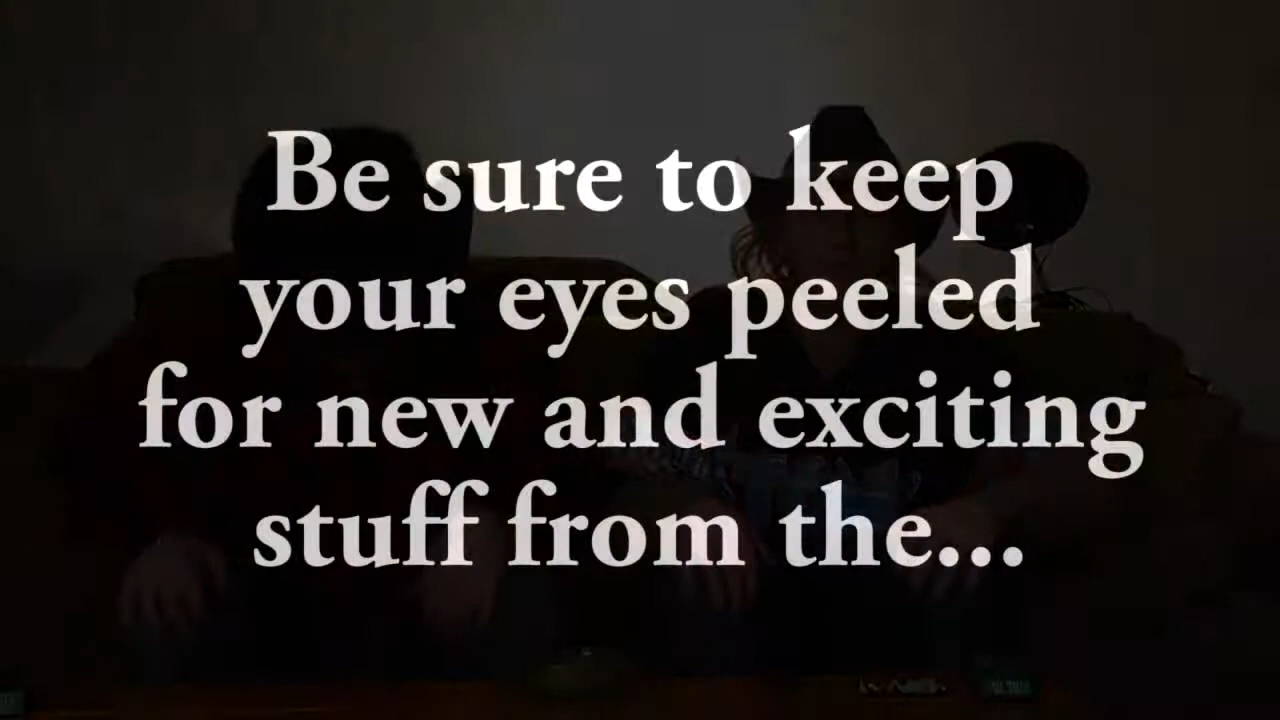 Be sure to keep
your eyes peeled
for new and exciting
stuff from the...